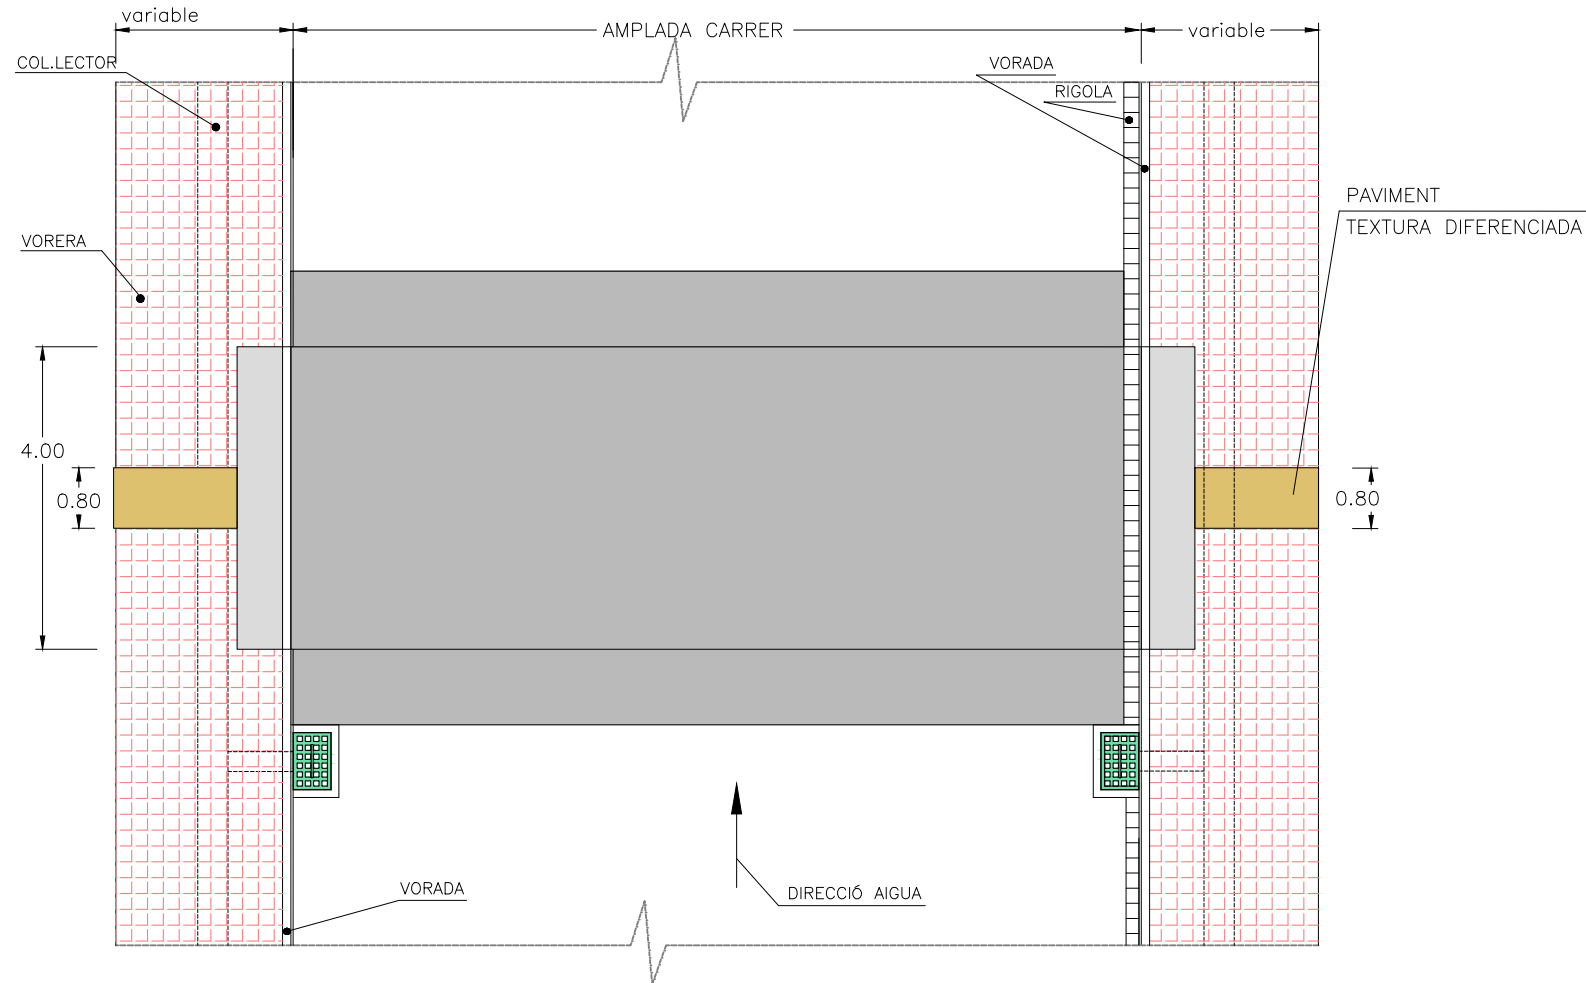 variable
AMPLADA CARRER
variable
COL.LECTOR
VORADA
RIGOLA
PAVIMENT
TEXTURA DIFERENCIADA
VORERA
4.00
0.80
0.80
VORADA
DIRECCIÓ AIGUA